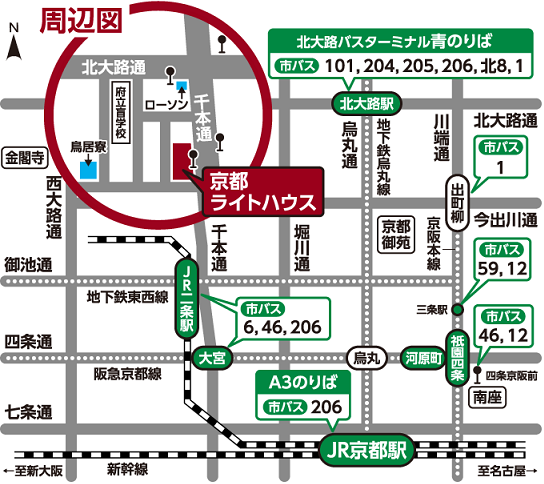 周辺図
N
北大路通
府立盲学校
ローソン
千本通
鳥居寮
京都
ライトハウス
北大路バスターミナル青のりば
市バス 101,204,205,206,北8,1
北大路駅
北大路通
金閣寺
西大路通
千本通
堀川通
烏丸通
地下鉄烏丸線
川端通
市バス
1
出町柳
今出川通
京都
御苑
京阪本線
御池通
地下鉄東西線
JR二条駅
市バス
59,12
三条駅
市バス
6,46,206
市バス
46,12
四条通
大宮
烏丸
河原町
祇園四条
阪急京都線
四条京阪前
南座
A3のりば
市バス 206
七条通
JR京都駅
←至新大阪
新幹線
至名古屋→